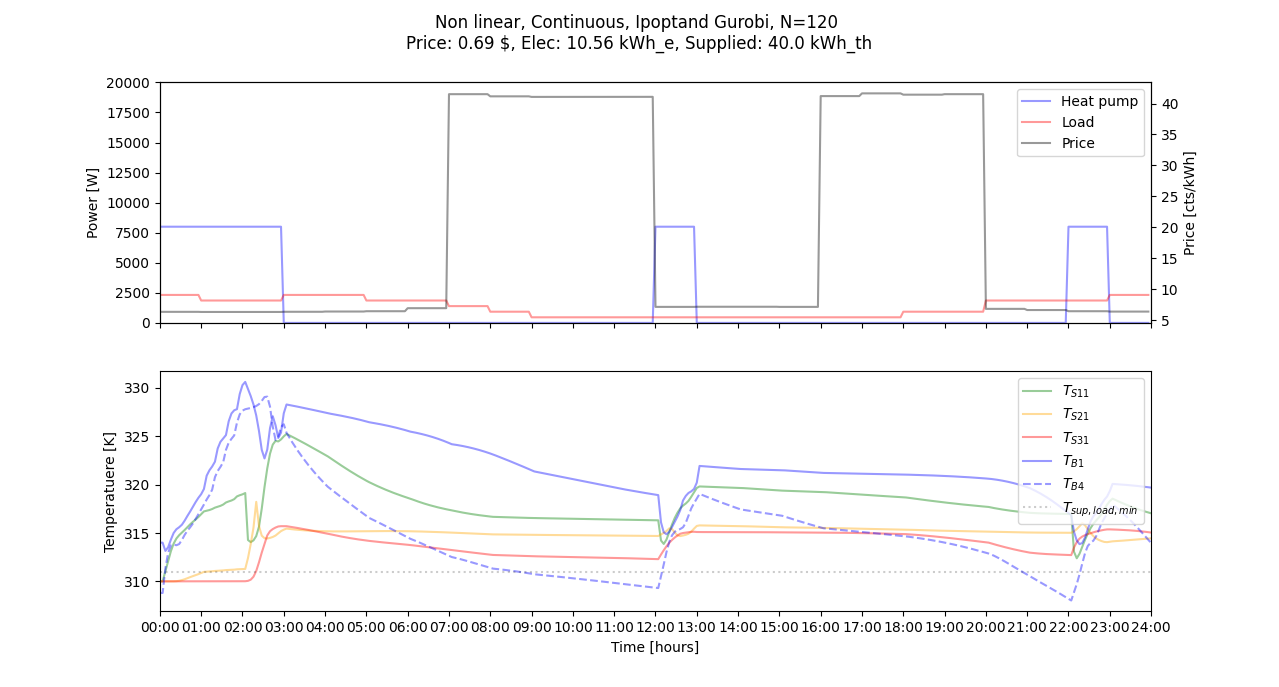 Non linear, Continuous, Ipoptand Gurobi, N=120
Price: 0.69 $, Elec: 10.56 kWh_e, Supplied: 40.0 kWh_th
20000
17500
15000
12500
10000
7500
5000
2500
0
Power [W]
Heat pump
Load
Price
40
35
30
25
20
15
10
5
Price [cts/kWh]
330
325
320
315
310
Temperatuere [K]
T_{S11}
T_{S21}
T_{S31}
T_{B1}
T_{B4}
T_{sup,load,min}
00:00 01:00 02:00 03:00 04:00 05:00 06:00 07:00 08:00 09:00 10:00 11:00 12:00 13:00 14:00 15:00 16:00 17:00 18:00 19:00 20:00 21:00 22:00 23:00 24:00
Time [hours]